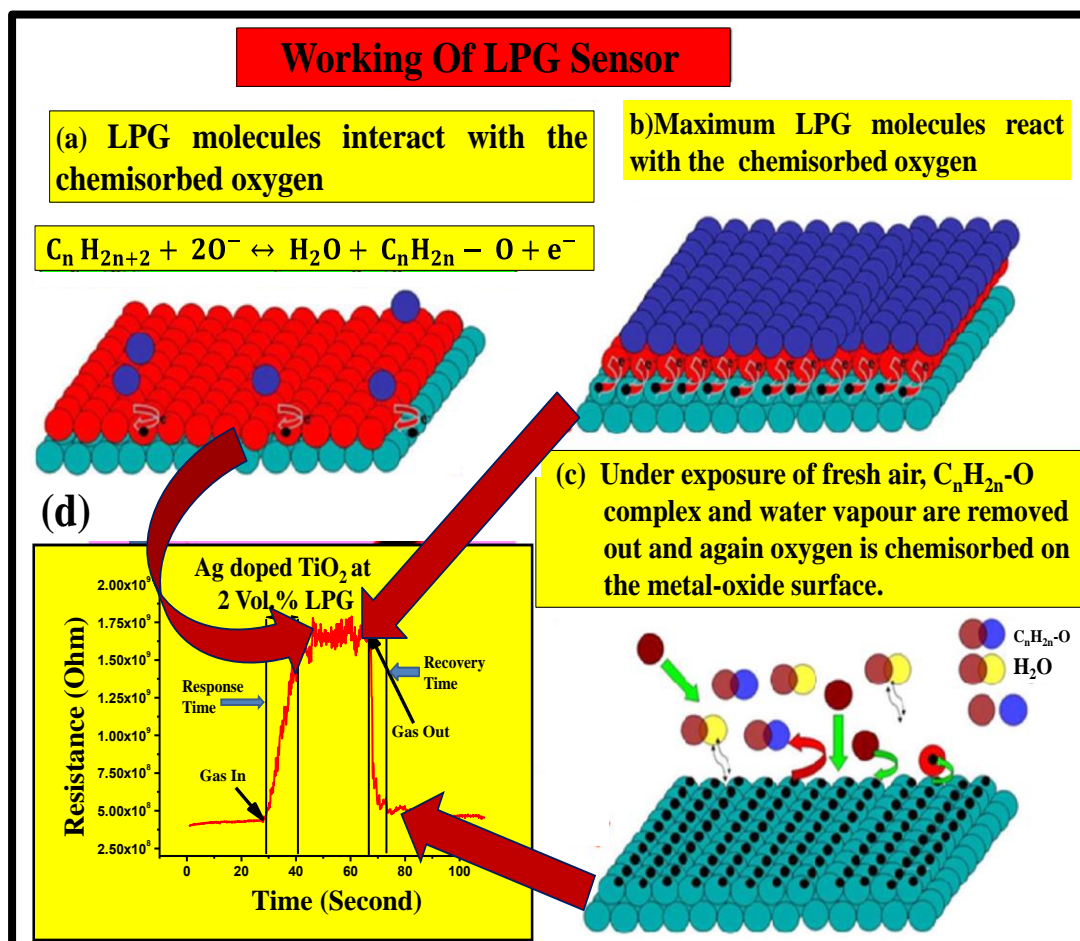 Working Of LPG Sensor
(a) LPG molecules interact with the
chemisorbed oxygen
Cₙ H₂ₙ₊₂ + 2O⁻ ↔ H₂O + CₙH₂ₙ − O + e⁻
b)Maximum LPG molecules react
with the chemisorbed oxygen
(c) Under exposure of fresh air, CₙH₂ₙ-O
complex and water vapour are removed
out and again oxygen is chemisorbed on
the metal-oxide surface.
(d)
Ag doped TiO₂ at
2 Vol.% LPG
2.00x10⁹
1.75x10⁹
1.50x10⁹
1.25x10⁹
1.00x10⁹
7.50x10⁸
5.00x10⁸
2.50x10⁸
Resistance (Ohm)
Response
Time
Recovery
Time
Gas In
Gas Out
0 20 40 60 80 100
Time (Second)
CₙH₂ₙ-O
H₂O